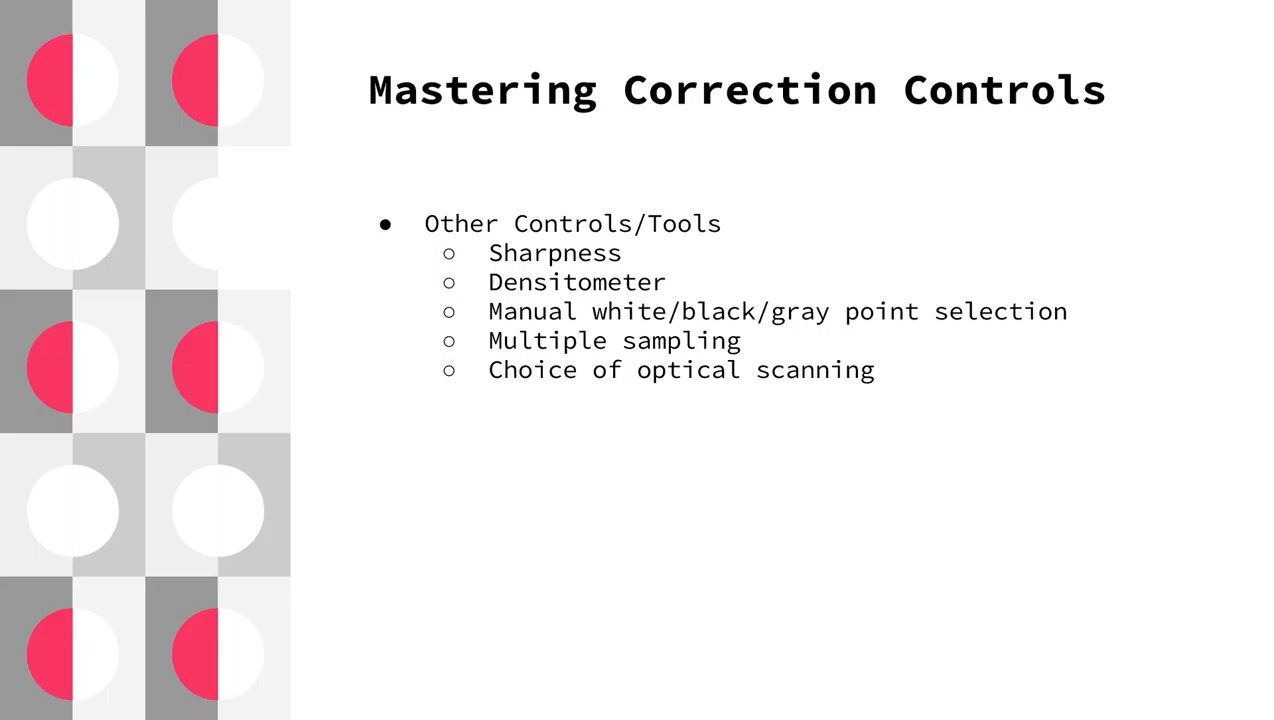 Mastering Correction Controls
● Other Controls/Tools
○ Sharpness
○ Densitometer
○ Manual white/black/gray point selection
○ Multiple sampling
○ Choice of optical scanning